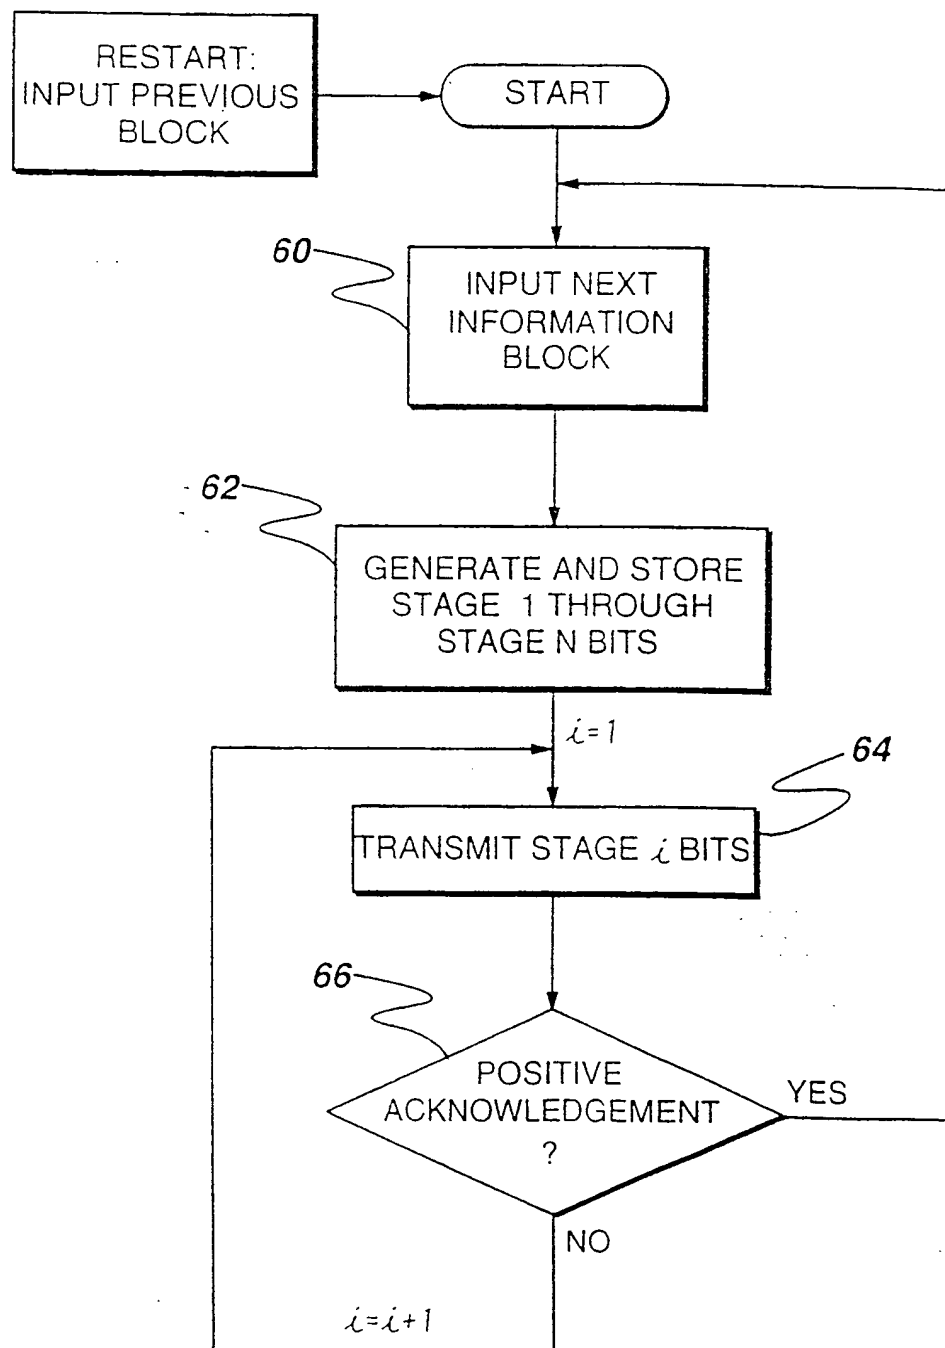 RESTART:
INPUT PREVIOUS
BLOCK
START
60
INPUT NEXT
INFORMATION
BLOCK
62
GENERATE AND STORE
STAGE 1 THROUGH
STAGE N BITS
i=1
64
TRANSMIT STAGE i BITS
66
POSITIVE
ACKNOWLEDGEMENT
?
YES
NO
i=i+1